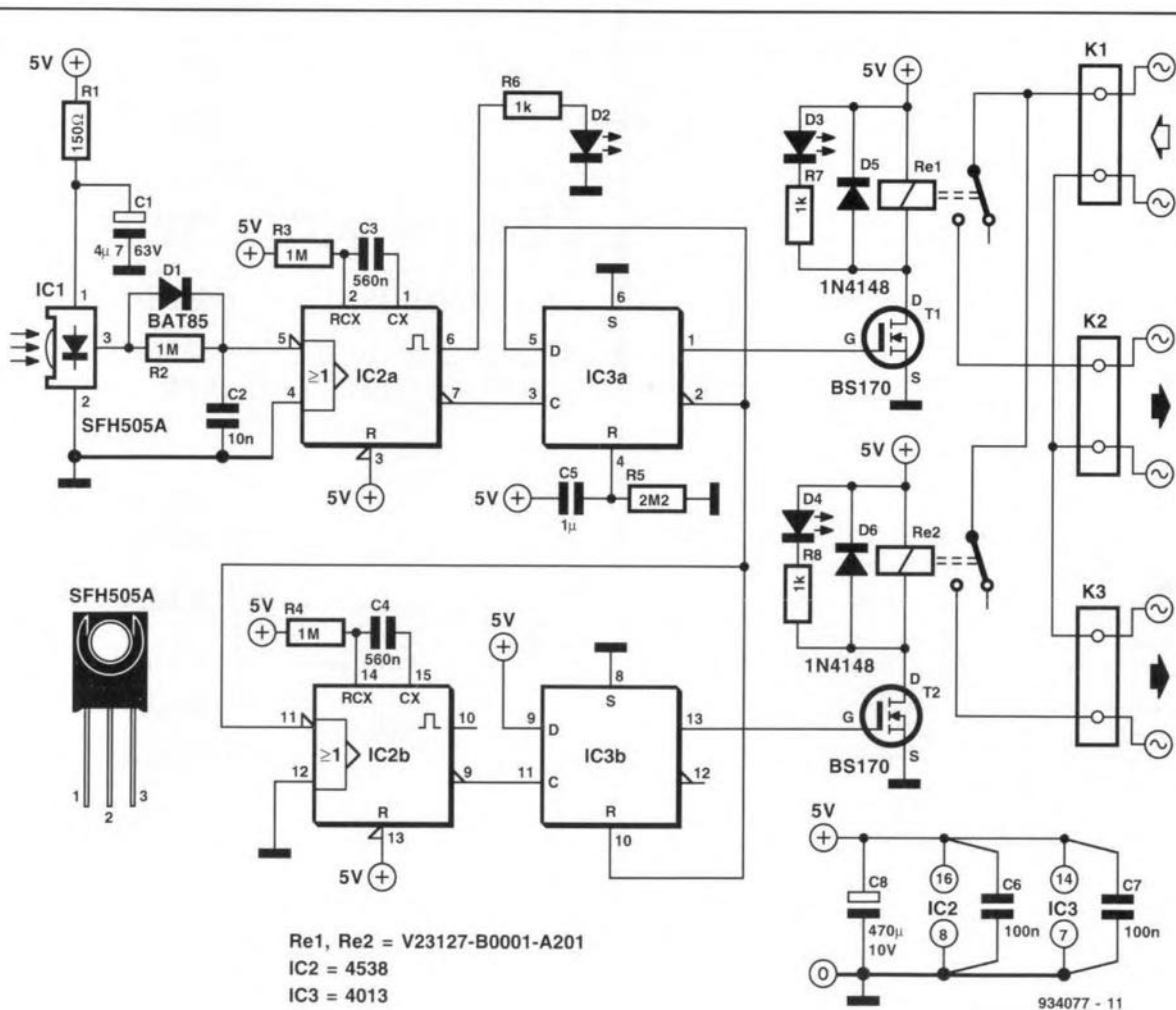 5V
R1
150Ω
C1
4μ 7 63V
IC1
1
3
2
SFH505A
D1
BAT85
1M
R2
C2
10n
5V
R3
1M
C3
560n
2
1
RCX
CX
5
4
≥1
IC2a
6
7
R
3
5V
R6
1k
D2
6
S
5
D
IC3a
1
3
C
2
R
4
5V
C5
1μ
R5
2M2
5V
D3
R7
1k
D5
Re1
1N4148
D
T1
G
BS170
S
5V
D4
R8
1k
D6
Re2
1N4148
D
T2
G
BS170
S
K1
K2
K3
SFH505A
1
2
3
5V
R4
1M
C4
560n
14
15
RCX
CX
11
12
≥1
IC2b
10
9
R
13
5V
5V
8
S
9
D
IC3b
13
11
C
12
R
10
5V
C8
470μ
10V
16
IC2
8
C6
100n
14
IC3
7
C7
100n
0
Re1, Re2 = V23127-B0001-A201
IC2 = 4538
IC3 = 4013
934077 - 11